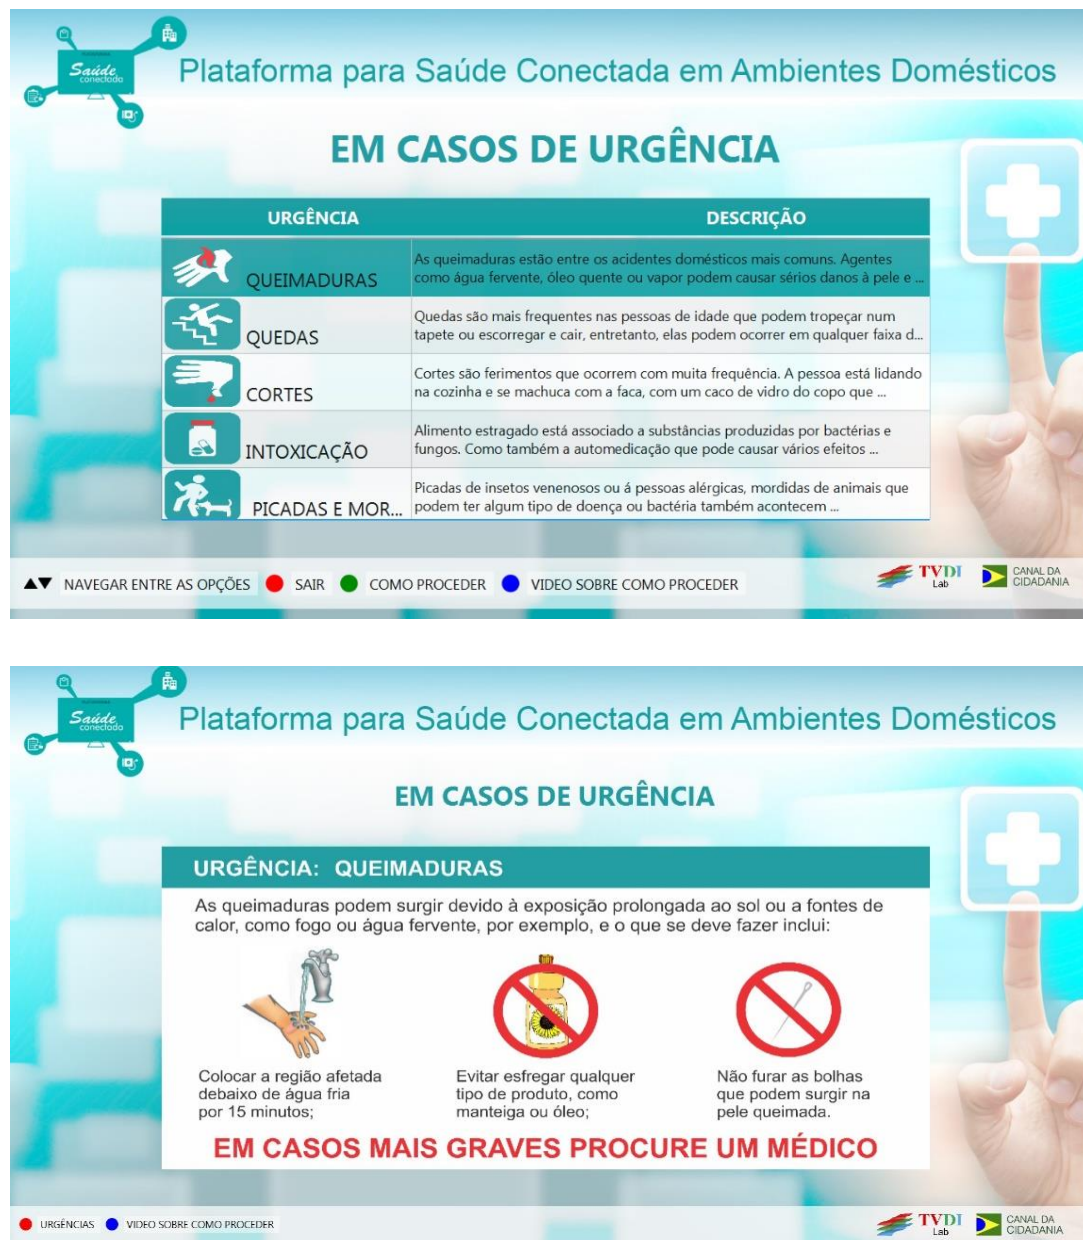 Saúde
conectada
Plataforma para Saúde Conectada em Ambientes Domésticos
EM CASOS DE URGÊNCIA
URGÊNCIA
DESCRIÇÃO
QUEIMADURAS
As queimaduras estão entre os acidentes domésticos mais comuns. Agentes
como água fervente, óleo quente ou vapor podem causar sérios danos à pele e ...
QUEDAS
Quedas são mais frequentes nas pessoas de idade que podem tropeçar num
tapete ou escorregar e cair, entretanto, elas podem ocorrer em qualquer faixa d...
CORTES
Cortes são ferimentos que ocorrem com muita frequência. A pessoa está lidando
na cozinha e se machuca com a faca, com um caco de vidro do copo que ...
INTOXICAÇÃO
Alimento estragado está associado a substâncias produzidas por bactérias e
fungos. Como também a automedicação que pode causar vários efeitos ...
PICADAS E MOR...
Picadas de insetos venenosos ou á pessoas alérgicas, mordidas de animais que
podem ter algum tipo de doença ou bactéria também acontecem ...
▲▼ NAVEGAR ENTRE AS OPÇÕES SAIR COMO PROCEDER VIDEO SOBRE COMO PROCEDER
TVDI
Lab
CANAL DA
CIDADANIA
Saúde
conectada
Plataforma para Saúde Conectada em Ambientes Domésticos
EM CASOS DE URGÊNCIA
URGÊNCIA: QUEIMADURAS
As queimaduras podem surgir devido à exposição prolongada ao sol ou a fontes de
calor, como fogo ou água fervente, por exemplo, e o que se deve fazer inclui:
Colocar a região afetada
debaixo de água fria
por 15 minutos;
Evitar esfregar qualquer
tipo de produto, como
manteiga ou óleo;
Não furar as bolhas
que podem surgir na
pele queimada.
EM CASOS MAIS GRAVES PROCURE UM MÉDICO
URGÊNCIAS VIDEO SOBRE COMO PROCEDER
TVDI
Lab
CANAL DA
CIDADANIA